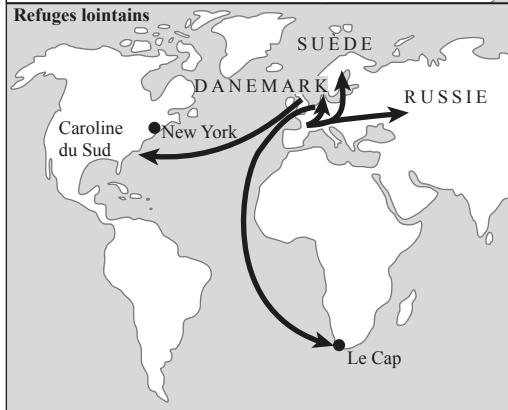 Refuges lointains
SUÈDE
DANEMARK
RUSSIE
New York
Caroline
du Sud
Le Cap